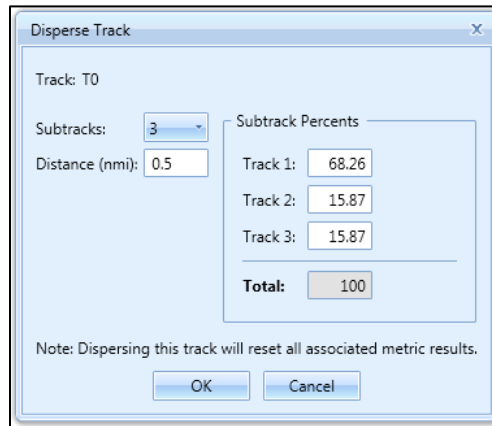 Disperse Track
x
Track: T0
Subtracks: 3
Distance (nmi): 0.5
Subtrack Percents
Track 1: 68.26
Track 2: 15.87
Track 3: 15.87
Total: 100
Note: Dispersing this track will reset all associated metric results.
OK Cancel